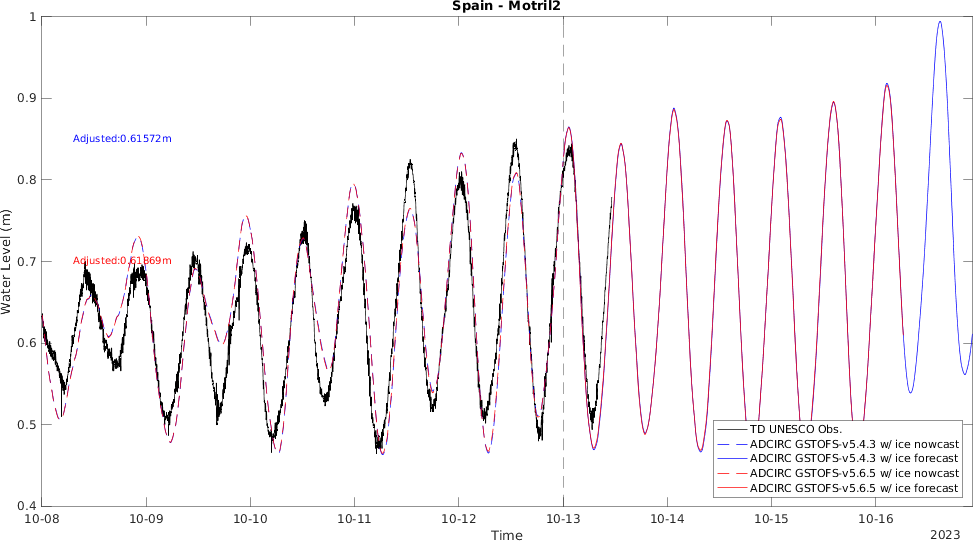 Spain - Motril2
1
0.9
0.8
0.7
0.6
0.5
0.4
Water Level (m)
Adjusted:0.61572m
Adjusted:0.61869m
TD UNESCO Obs.
ADCIRC GSTOFS-v5.4.3 w/ ice nowcast
ADCIRC GSTOFS-v5.4.3 w/ ice forecast
ADCIRC GSTOFS-v5.6.5 w/ ice nowcast
ADCIRC GSTOFS-v5.6.5 w/ ice forecast
10-08 10-09 10-10 10-11 10-12 10-13 10-14 10-15 10-16
Time
2023